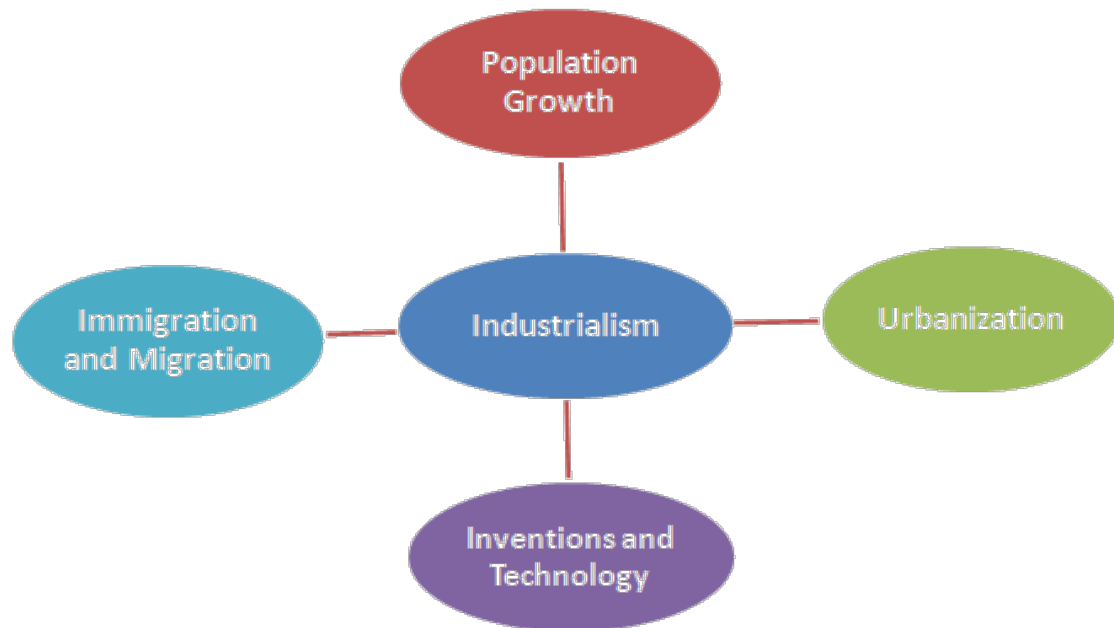 Population
Growth
Immigration
and Migration
Industrialism
Urbanization
Inventions and
Technology